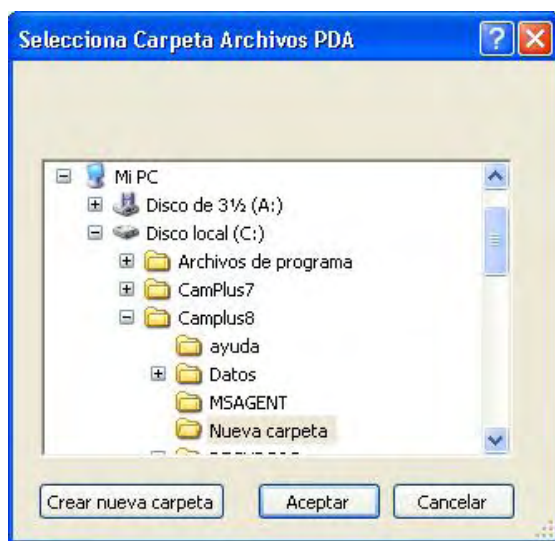 Selecciona Carpeta Archivos PDA
Mi PC
Disco de 3½ (A:)
Disco local (C:)
Archivos de programa
CamPlus7
Camplus8
ayuda
Datos
MSAGENT
Nueva carpeta
Crear nueva carpeta Aceptar Cancelar